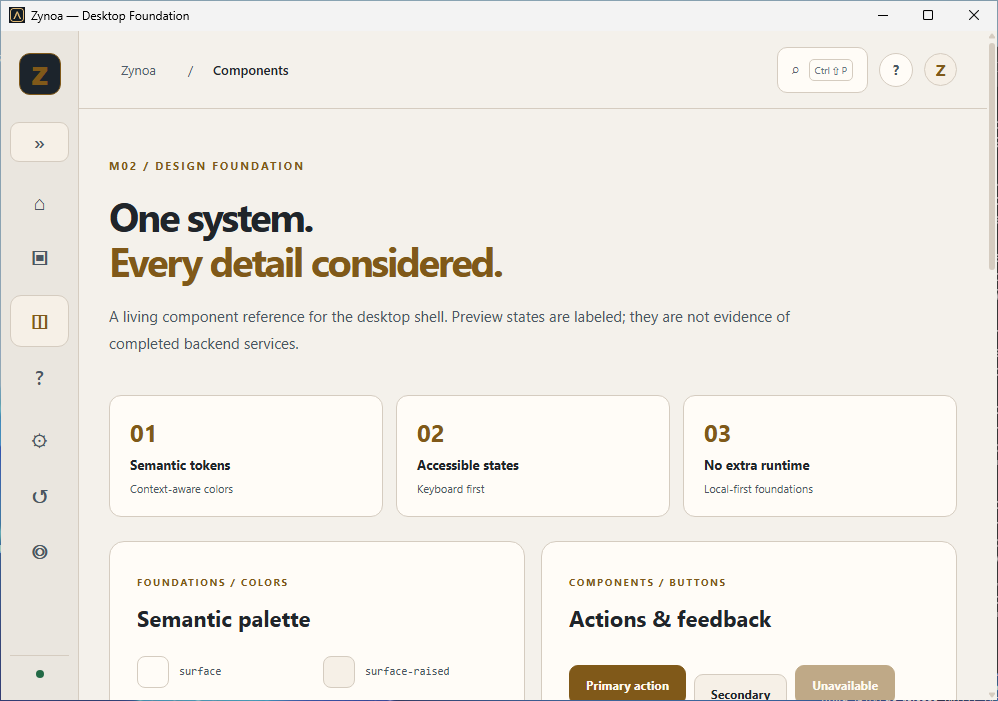 Zynoa — Desktop Foundation
Z
Zynoa / Components
Ctrl ⇧ P
?
Z
»
?
M02 / DESIGN FOUNDATION
One system.
Every detail considered.
A living component reference for the desktop shell. Preview states are labeled; they are not evidence of
completed backend services.
01
Semantic tokens
Context-aware colors
02
Accessible states
Keyboard first
03
No extra runtime
Local-first foundations
FOUNDATIONS / COLORS
Semantic palette
surface
surface-raised
COMPONENTS / BUTTONS
Actions & feedback
Primary action
Secondary
Unavailable